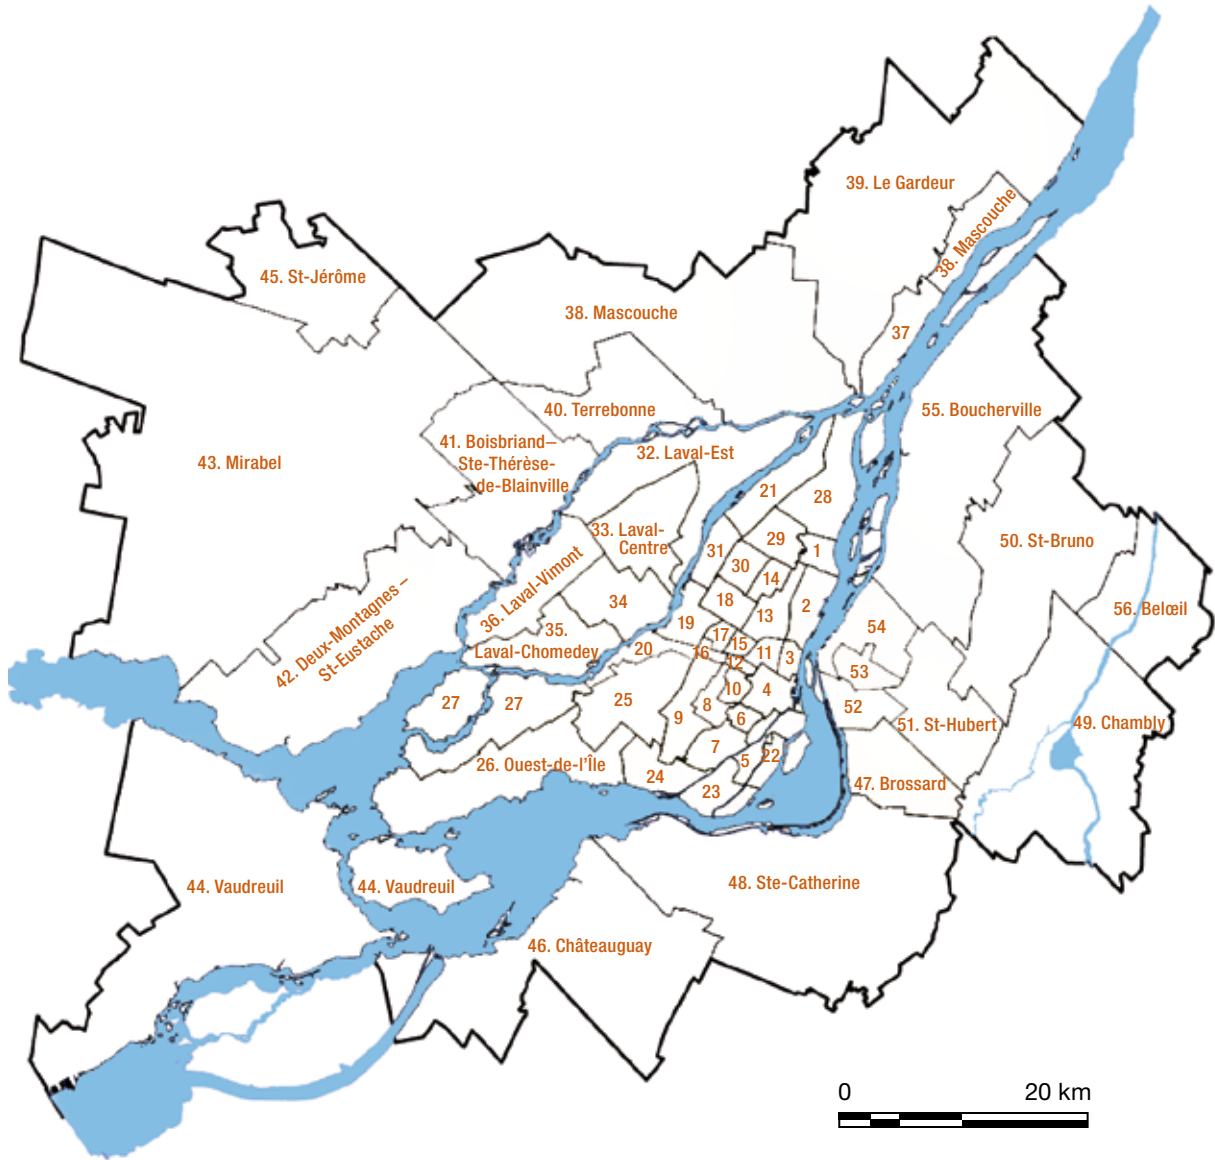 39. Le Gardeur
38. Mascouche
45. St-Jérôme
38. Mascouche
37
40. Terrebonne
55. Boucherville
41. Boisbriand–
Ste-Thérèse-
de-Blainville
32. Laval-Est
43. Mirabel
21
28
33. Laval-
Centre
29
50. St-Bruno
31
1
30
14
36. Laval-Vimont
34
18
2
13
56. Belœil
35.
Laval-Chomedey
19
17
15
54
42. Deux-Montagnes –
St-Eustache
20
16
11
3
12
53
10
4
27
27
25
8
9
6
52
51. St-Hubert
49. Chambly
7
5
22
26. Ouest-de-l'Île
24
23
47. Brossard
44. Vaudreuil
44. Vaudreuil
48. Ste-Catherine
46. Châteauguay
0 20 km